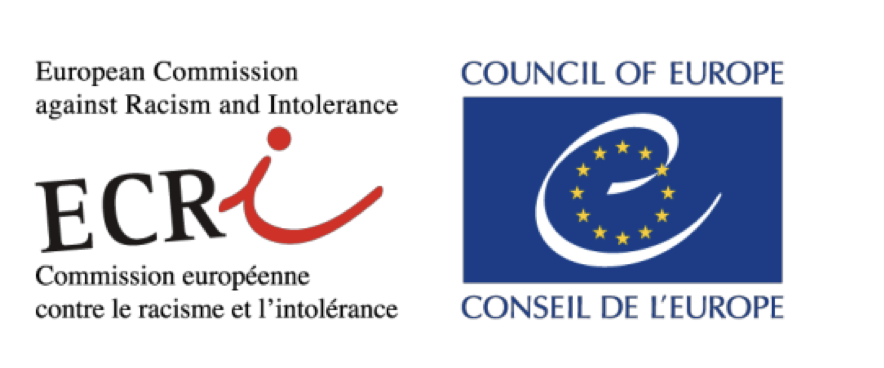 European Commission
against Racism and Intolerance
ECRi
Commission européenne
contre le racisme et l’intolérance
COUNCIL OF EUROPE
CONSEIL DE L’EUROPE